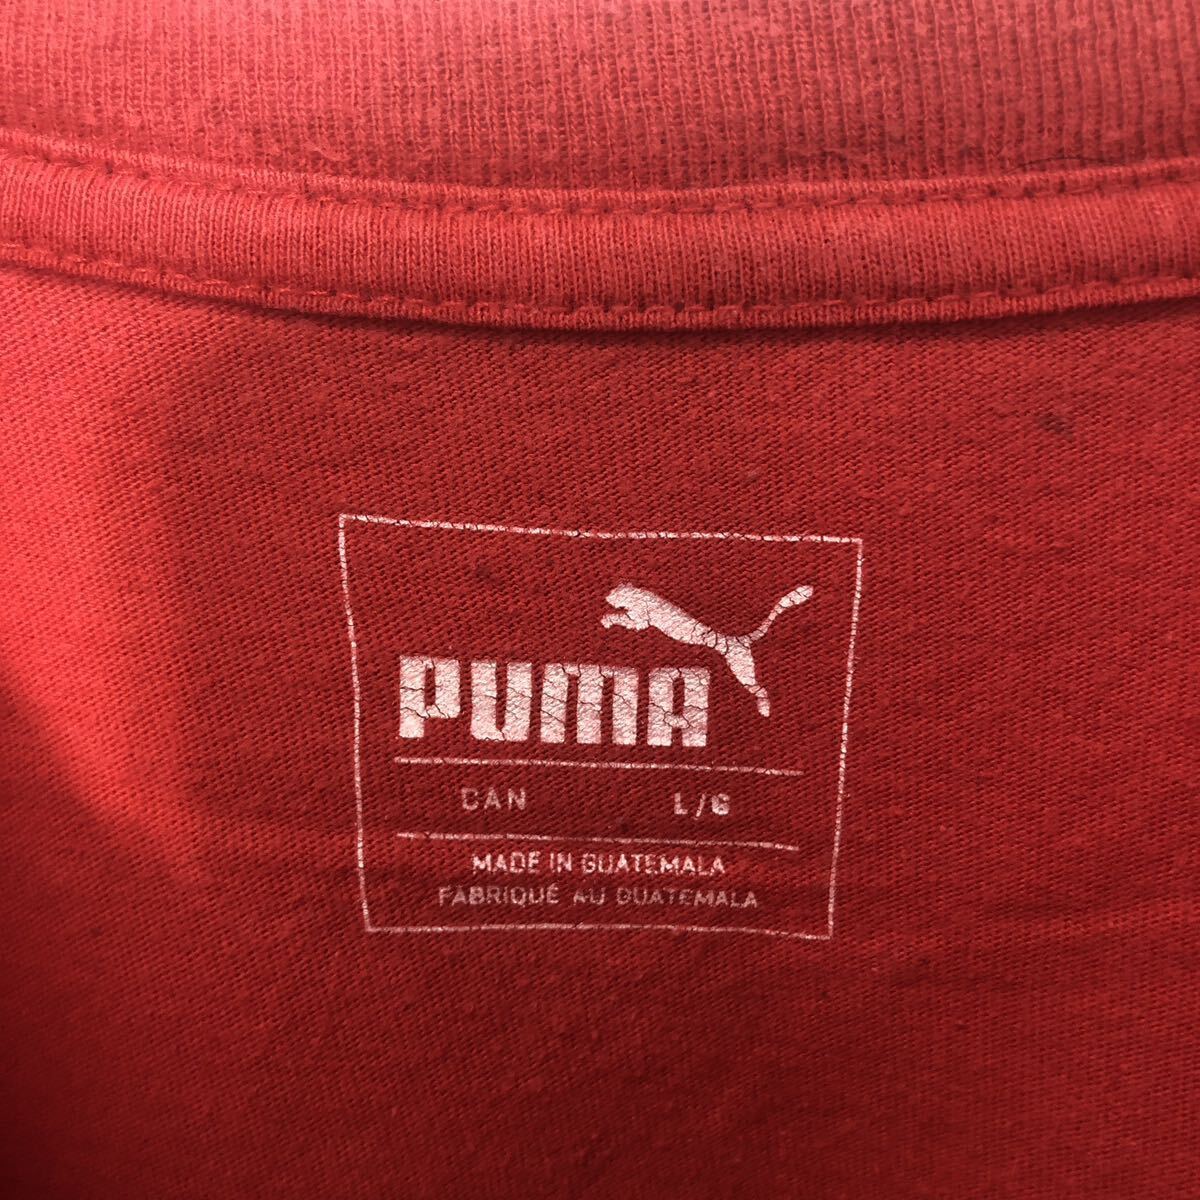 PUMA
CAN L/G
MADE IN GUATEMALA
FABRIQUÉ AU GUATEMALA